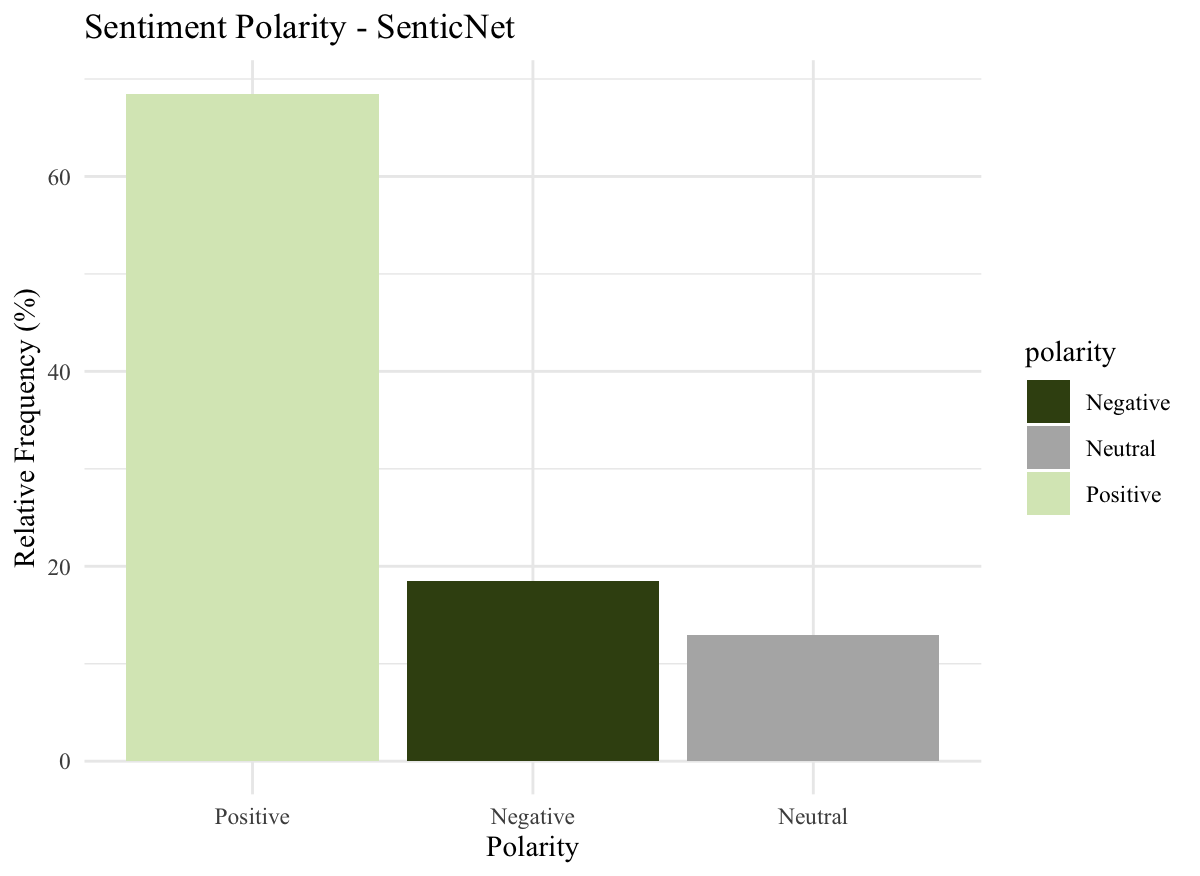 Sentiment Polarity - SenticNet
Relative Frequency (%)
60
40
20
0
Positive
Negative
Neutral
Polarity
polarity
Negative
Neutral
Positive